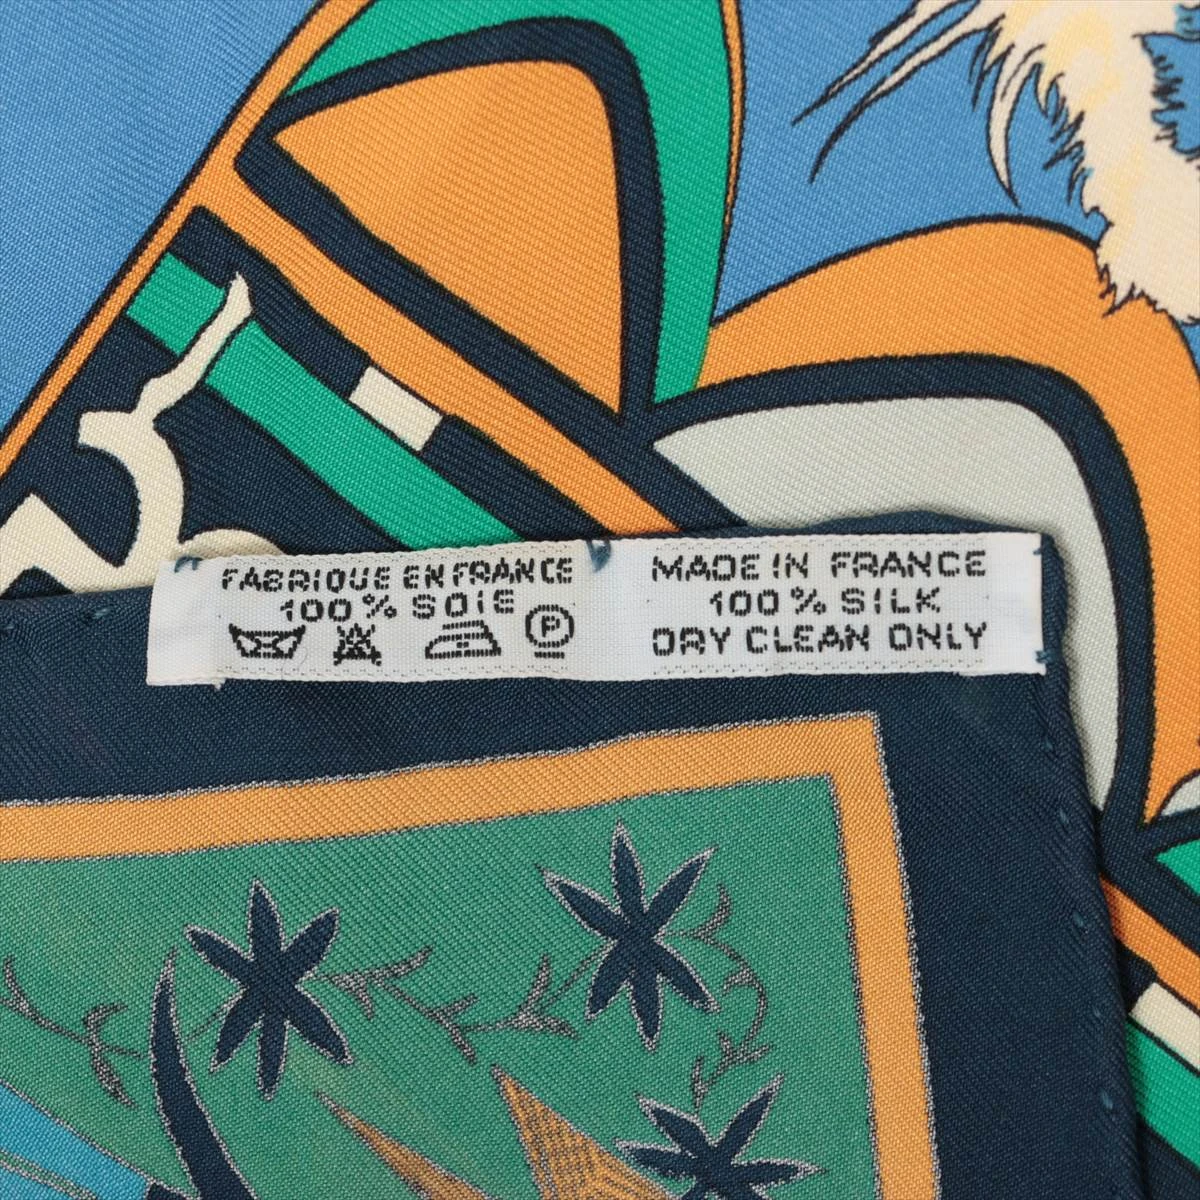 FABRIQUE EN FRANCE
100% SOIE
P
MADE IN FRANCE
100% SILK
DRY CLEAN ONLY